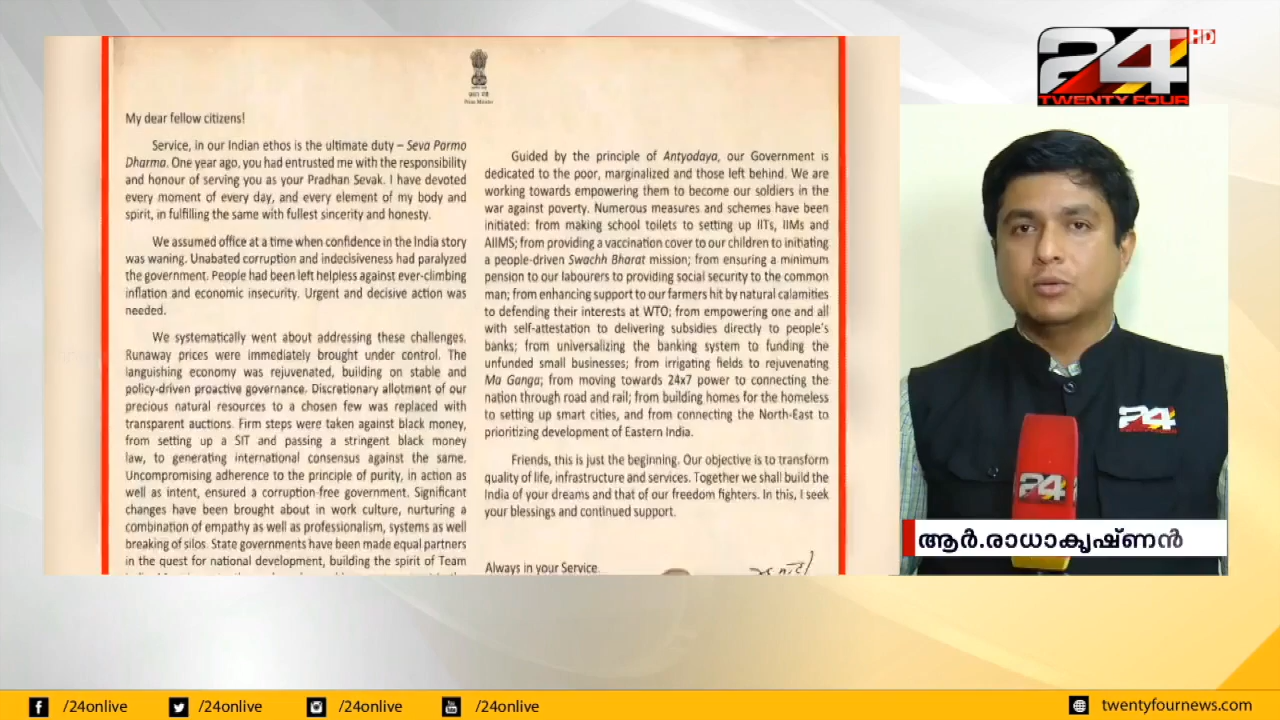 प्रधान मंत्री
Prime Minister
My dear fellow citizens!
Service, in our Indian ethos is the ultimate duty – Seva Parmo
Dharma. One year ago, you had entrusted me with the responsibility
and honour of serving you as your Pradhan Sevak. I have devoted
every moment of every day, and every element of my body and
spirit, in fulfilling the same with fullest sincerity and honesty.
We assumed office at a time when confidence in the India story
was waning. Unabated corruption and indecisiveness had paralyzed
the government. People had been left helpless against ever-climbing
inflation and economic insecurity. Urgent and decisive action was
needed.
We systematically went about addressing these challenges.
Runaway prices were immediately brought under control. The
languishing economy was rejuvenated, building on stable and
policy-driven proactive governance. Discretionary allotment of our
precious natural resources to a chosen few was replaced with
transparent auctions. Firm steps were taken against black money,
from setting up a SIT and passing a stringent black money
law, to generating international consensus against the same.
Uncompromising adherence to the principle of purity, in action as
well as intent, ensured a corruption-free government. Significant
changes have been brought about in work culture, nurturing a
combination of empathy as well as professionalism, systems as well
breaking of silos. State governments have been made equal partners
in the quest for national development, building the spirit of Team
Guided by the principle of Antyodaya, our Government is
dedicated to the poor, marginalized and those left behind. We are
working towards empowering them to become our soldiers in the
war against poverty. Numerous measures and schemes have been
initiated: from making school toilets to setting up IITs, IIMs and
AIIMS; from providing a vaccination cover to our children to initiating
a people-driven Swachh Bharat mission; from ensuring a minimum
pension to our labourers to providing social security to the common
man; from enhancing support to our farmers hit by natural calamities
to defending their interests at WTO; from empowering one and all
with self-attestation to delivering subsidies directly to people's
banks; from universalizing the banking system to funding the
unfunded small businesses; from irrigating fields to rejuvenating
Ma Ganga; from moving towards 24x7 power to connecting the
nation through road and rail; from building homes for the homeless
to setting up smart cities, and from connecting the North-East to
prioritizing development of Eastern India.
Friends, this is just the beginning. Our objective is to transform
quality of life, infrastructure and services. Together we shall build the
India of your dreams and that of our freedom fighters. In this, I seek
your blessings and continued support.
Always in your Service.
24 HD
TWENTY FOUR
24
24
ആർ.രാധാകൃഷ്ണൻ
/24onlive /24onlive /24onlive /24onlive twentyfournews.com